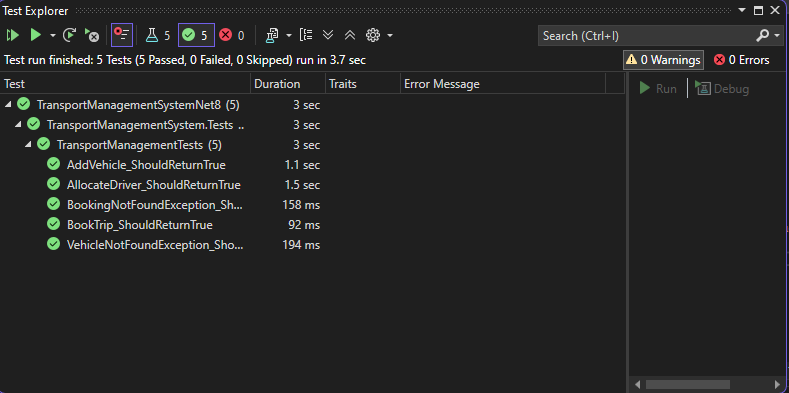 Test Explorer
5 5 0 Search (Ctrl+I)
Test run finished: 5 Tests (5 Passed, 0 Failed, 0 Skipped) run in 3.7 sec 0 Warnings 0 Errors
Test Duration Traits Error Message Run Debug
TransportManagementSystemNet8 (5) 3 sec
TransportManagementSystem.Tests .. 3 sec
TransportManagementTests (5) 3 sec
AddVehicle_ShouldReturnTrue 1.1 sec
AllocateDriver_ShouldReturnTrue 1.5 sec
BookingNotFoundException_Sh... 158 ms
BookTrip_ShouldReturnTrue 92 ms
VehicleNotFoundException_Sho... 194 ms